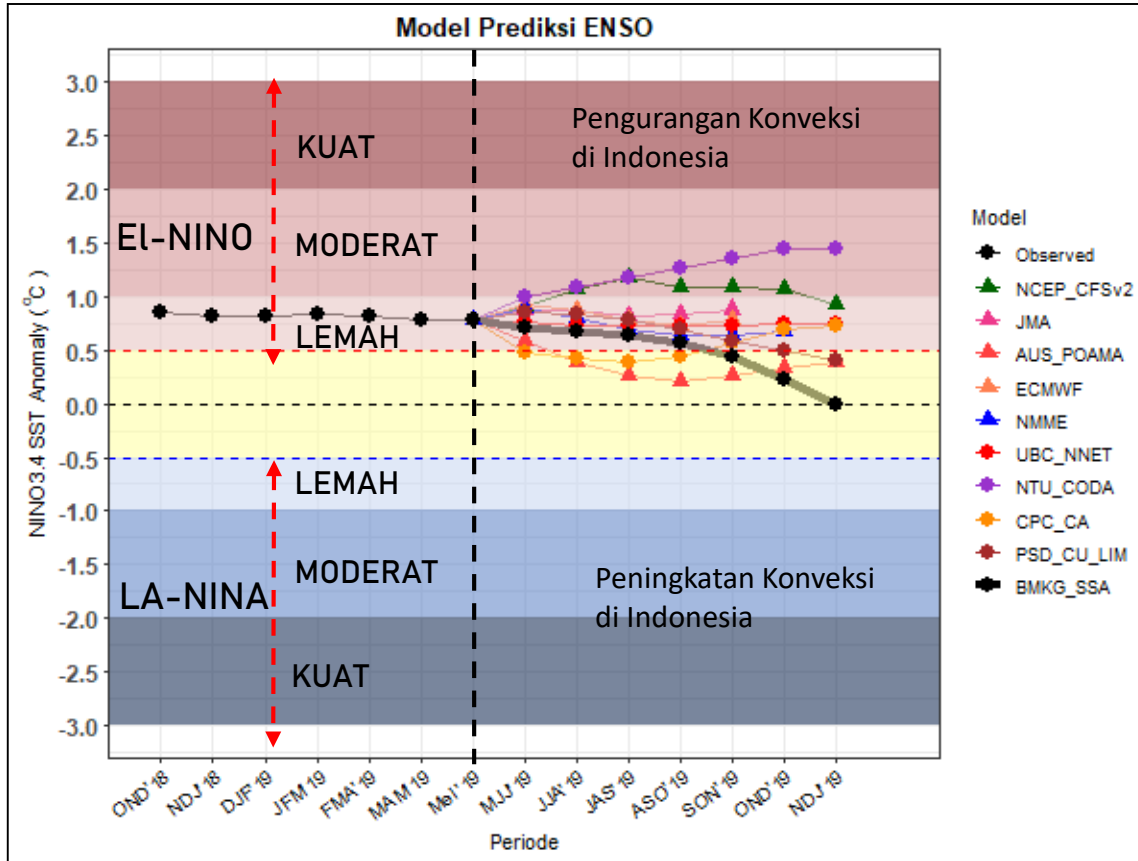 Model Prediksi ENSO
NINO3.4 SST Anomaly (°C)
3.0
2.5
2.0
1.5
1.0
0.5
0.0
-0.5
-1.0
-1.5
-2.0
-2.5
-3.0
KUAT
Pengurangan Konveksi
di Indonesia
El-NINO
MODERAT
LEMAH
LEMAH
MODERAT
LA-NINA
Peningkatan Konveksi
di Indonesia
KUAT
OND'18
NDJ 18
DJF'19
JFM 19
FMA'19
MAM 19
MeI' 19
MJJ 19
JJA' 19
JAS' 19
ASO'19
SON' 19
OND' 19
NDJ 19
Periode
Model
Observed
NCEP_CFSv2
JMA
AUS_POAMA
ECMWF
NMME
UBC_NNET
NTU_CODA
CPC_CA
PSD_CU_LIM
BMKG_SSA